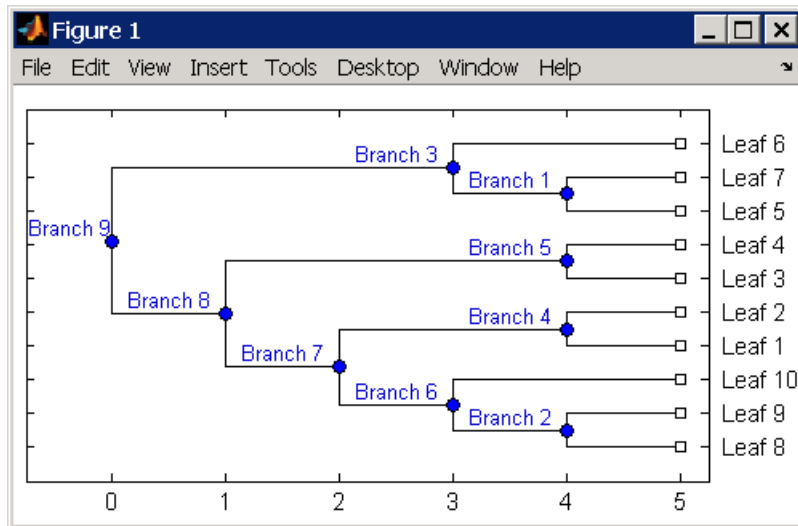 Figure 1
File Edit View Insert Tools Desktop Window Help
Leaf 6
Branch 3
Leaf 7
Branch 1
Leaf 5
Branch 9
Leaf 4
Branch 5
Leaf 3
Branch 8
Leaf 2
Branch 4
Leaf 1
Branch 7
Leaf 10
Branch 6
Leaf 9
Branch 2
Leaf 8
0 1 2 3 4 5